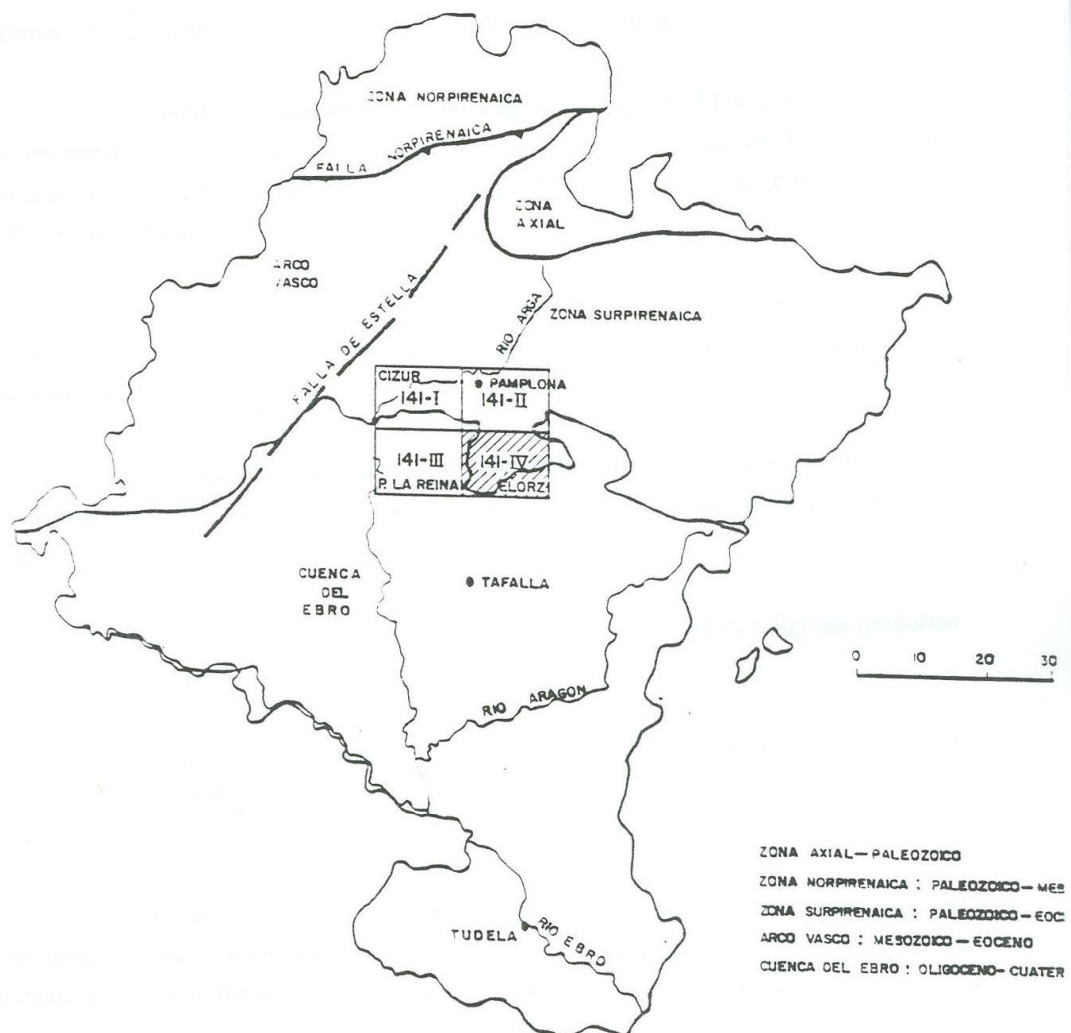 ZONA NORPIRENAICA
FALLA NORPIRENAICA
ZONA
AXIAL
ARCO
VASCO
FALLA DE ESTELLA
RIO ARGA
ZONA SURPIRENAICA
CIZUR
PAMPLONA
141-I
141-II
141-III
141-IV
P. LA REINA
ELORZ
CUENCA
DEL
EBRO
TAFALLA
0 10 20 30
RIO ARAGON
TUDELA
RIO EBRO
ZONA AXIAL—PALEOZOICO
ZONA NORPIRENAICA : PALEOZOICO—MES
ZONA SURPIRENAICA : PALEOZOICO—EOC
ARCO VASCO : MESOZOICO—EOCENO
CUENCA DEL EBRO : OLIGOCENO-CUATER